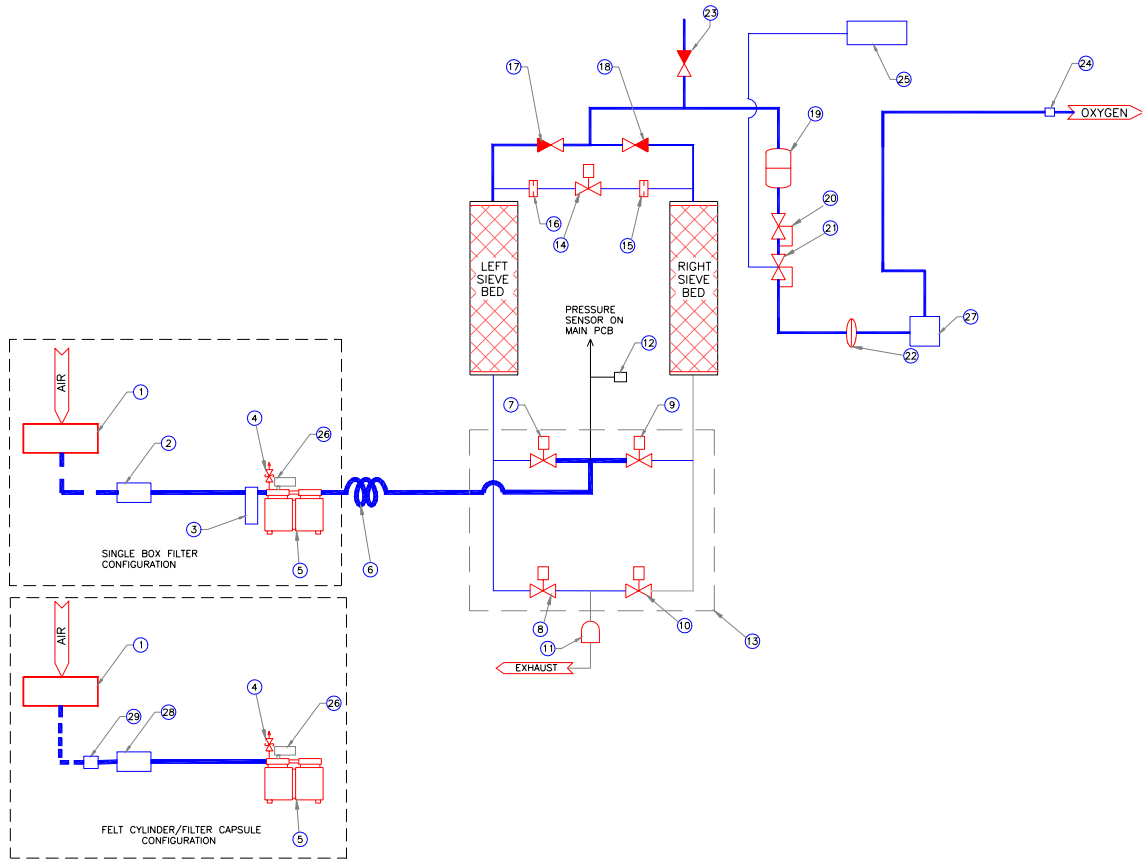 23
17
18
25
24
OXYGEN
19
16
14
15
20
21
LEFT
SIEVE
BED
RIGHT
SIEVE
BED
PRESSURE
SENSOR ON
MAIN PCB
12
22
27
AIR
1
2
4
26
7
9
3
5
6
SINGLE BOX FILTER
CONFIGURATION
8
10
11
13
EXHAUST
AIR
1
29
28
4
26
5
FELT CYLINDER/FILTER CAPSULE
CONFIGURATION